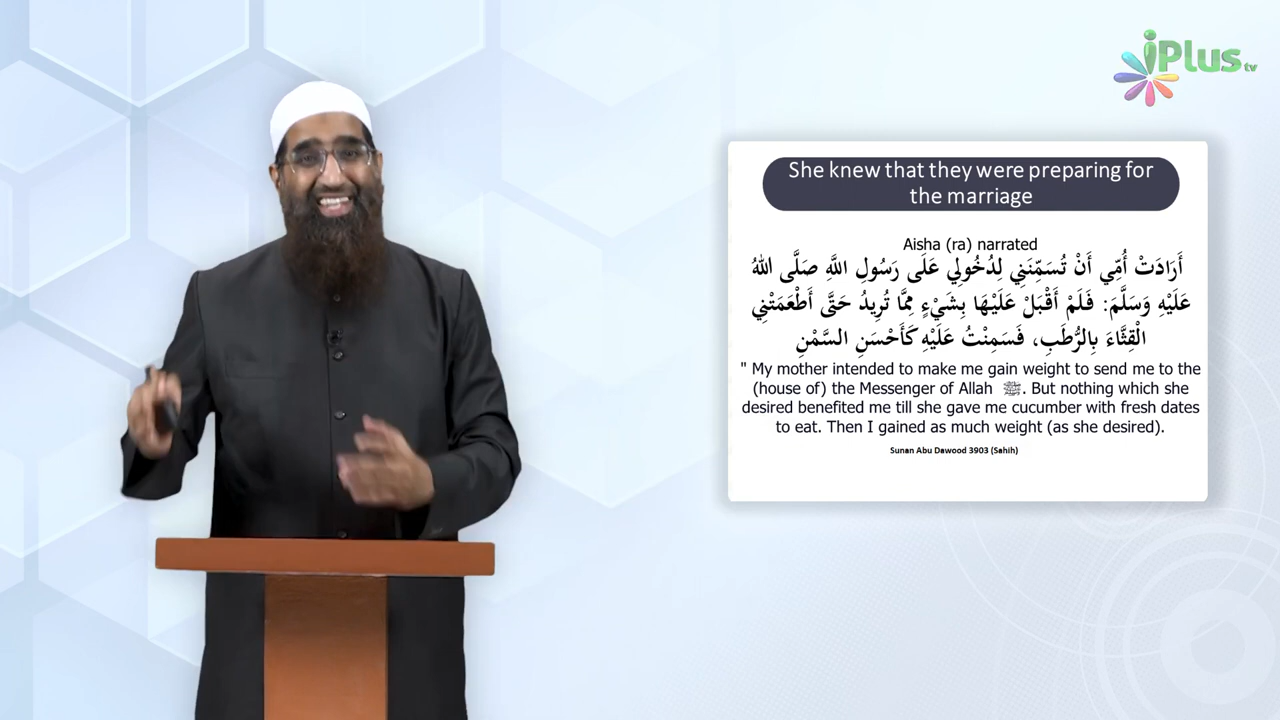 iPlus tv
She knew that they were preparing for
the marriage
Aisha (ra) narrated
أَرَادَتْ أُمِّي أَنْ تُسَمِّنَنِي لِدُخُولِي عَلَى رَسُولِ اللَّهِ صَلَّى اللهُ
عَلَيْهِ وَسَلَّمَ: فَلَمْ أَقْبَلْ عَلَيْهَا بِشَيْءٍ مِمَّا تُرِيدُ حَتَّى أَطْعَمَتْنِي
الْقِثَّاءَ بِالرُّطَبِ، فَسَمِنْتُ عَلَيْهِ كَأَحْسَنِ السَّمْنِ
" My mother intended to make me gain weight to send me to the
(house of) the Messenger of Allah ﷺ. But nothing which she
desired benefited me till she gave me cucumber with fresh dates
to eat. Then I gained as much weight (as she desired).
Sunan Abu Dawood 3903 (Sahih)